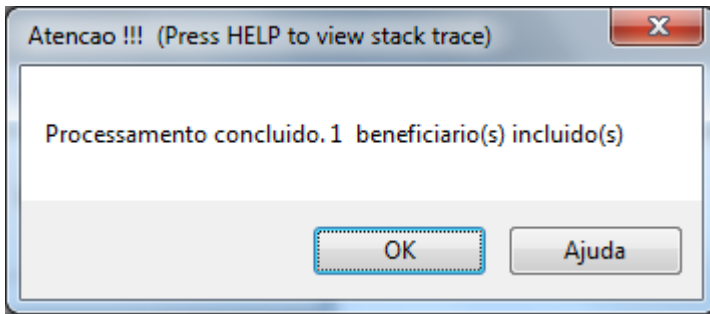 Atencao !!! (Press HELP to view stack trace)
Processamento concluido. 1 beneficiario(s) incluido(s)
OK
Ajuda